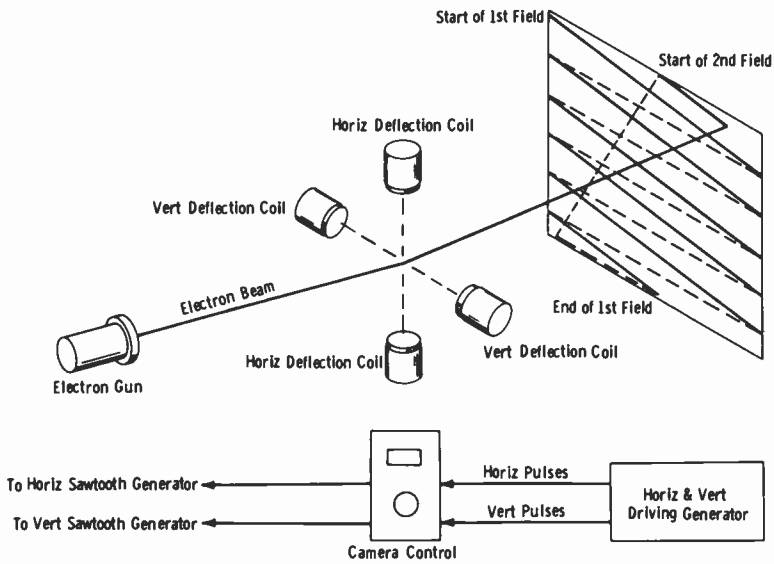 Start of 1st Field
Start of 2nd Field
Horiz Deflection Coil
Vert Deflection Coil
Electron Beam
End of 1st Field
Vert Deflection Coil
Horiz Deflection Coil
Electron Gun
To Horiz Sawtooth Generator
Horiz Pulses
Horiz & Vert
Driving Generator
To Vert Sawtooth Generator
Vert Pulses
Camera Control